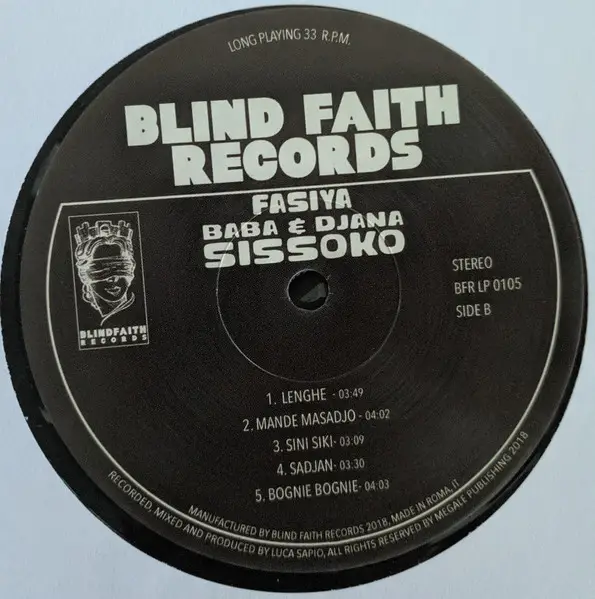 LONG PLAYING 33 R.P.M.
BLIND FAITH
RECORDS
FASIYA
BABA & DJANA
SISSOKO
BLINDFAITH
RECORDS
STEREO
BFR LP 0105
SIDE B
1. LENGHE - 03:49
2. MANDE MASADJO - 04:02
3. SINI SIKI- 03:09
4. SADJAN- 03:30
5. BOGNIE BOGNIE- 04:03
MANUFACTURED BY BLIND FAITH RECORDS 2018, MADE IN ROMA, IT
RECORDED, MIXED AND PRODUCED BY LUCA SAPIO, ALL RIGHTS RESERVED BY MEGALE PUBLISHING 2018